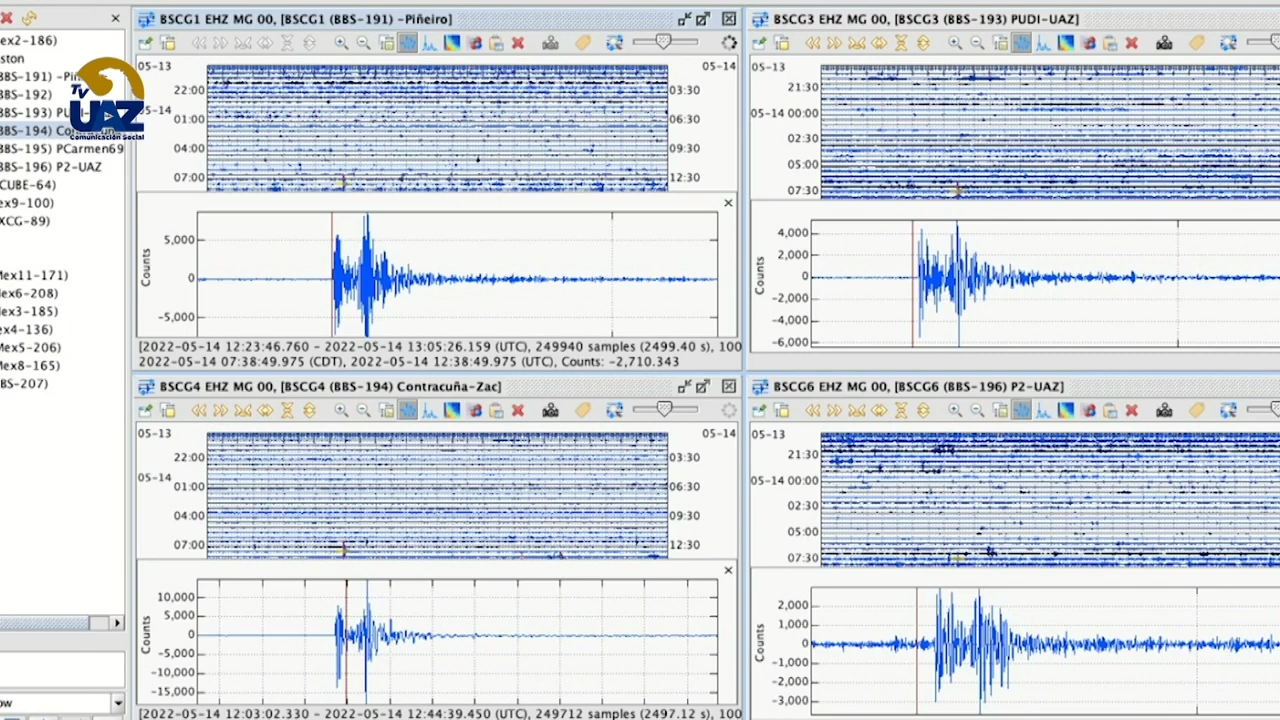 BSCG1 EHZ MG 00, [BSCG1 (BBS-191) -Piñeiro]
BSCG3 EHZ MG 00, [BSCG3 (BBS-193) PUDI-UAZ]
ex2-186)
ston
BBS-191) -Pi
BBS-192)
BBS-193) PU
BBS-194) Co
BBS-195) PCarmen69
BBS-196) P2-UAZ
CUBE-64)
ex9-100)
XCG-89)
Mex11-171)
ex6-208)
ex3-185)
ex4-136)
Mex5-206)
Mex8-165)
BS-207)
ow
TV
UAZ
Comunicación Social
05-13
05-14
22:00
03:30
05-14
01:00
06:30
04:00
09:30
07:00
12:30
5,000
0
-5,000
Counts
[2022-05-14 12:23:46.760 - 2022-05-14 13:05:26.159 (UTC), 249940 samples (2499.40 s), 100
2022-05-14 07:38:49.975 (CDT), 2022-05-14 12:38:49.975 (UTC), Counts: -2,710.343
05-13
21:30
05-14 00:00
02:30
05:00
07:30
4,000
2,000
0
-2,000
-4,000
-6,000
Counts
BSCG4 EHZ MG 00, [BSCG4 (BBS-194) Contracuña-Zac]
05-13
05-14
22:00
03:30
05-14
01:00
06:30
04:00
09:30
07:00
12:30
10,000
5,000
0
-5,000
-10,000
-15,000
Counts
[2022-05-14 12:03:02.330 - 2022-05-14 12:44:39.450 (UTC), 249712 samples (2497.12 s), 100
BSCG6 EHZ MG 00, [BSCG6 (BBS-196) P2-UAZ]
05-13
21:30
05-14 00:00
02:30
05:00
07:30
2,000
1,000
0
-1,000
-2,000
-3,000
Counts